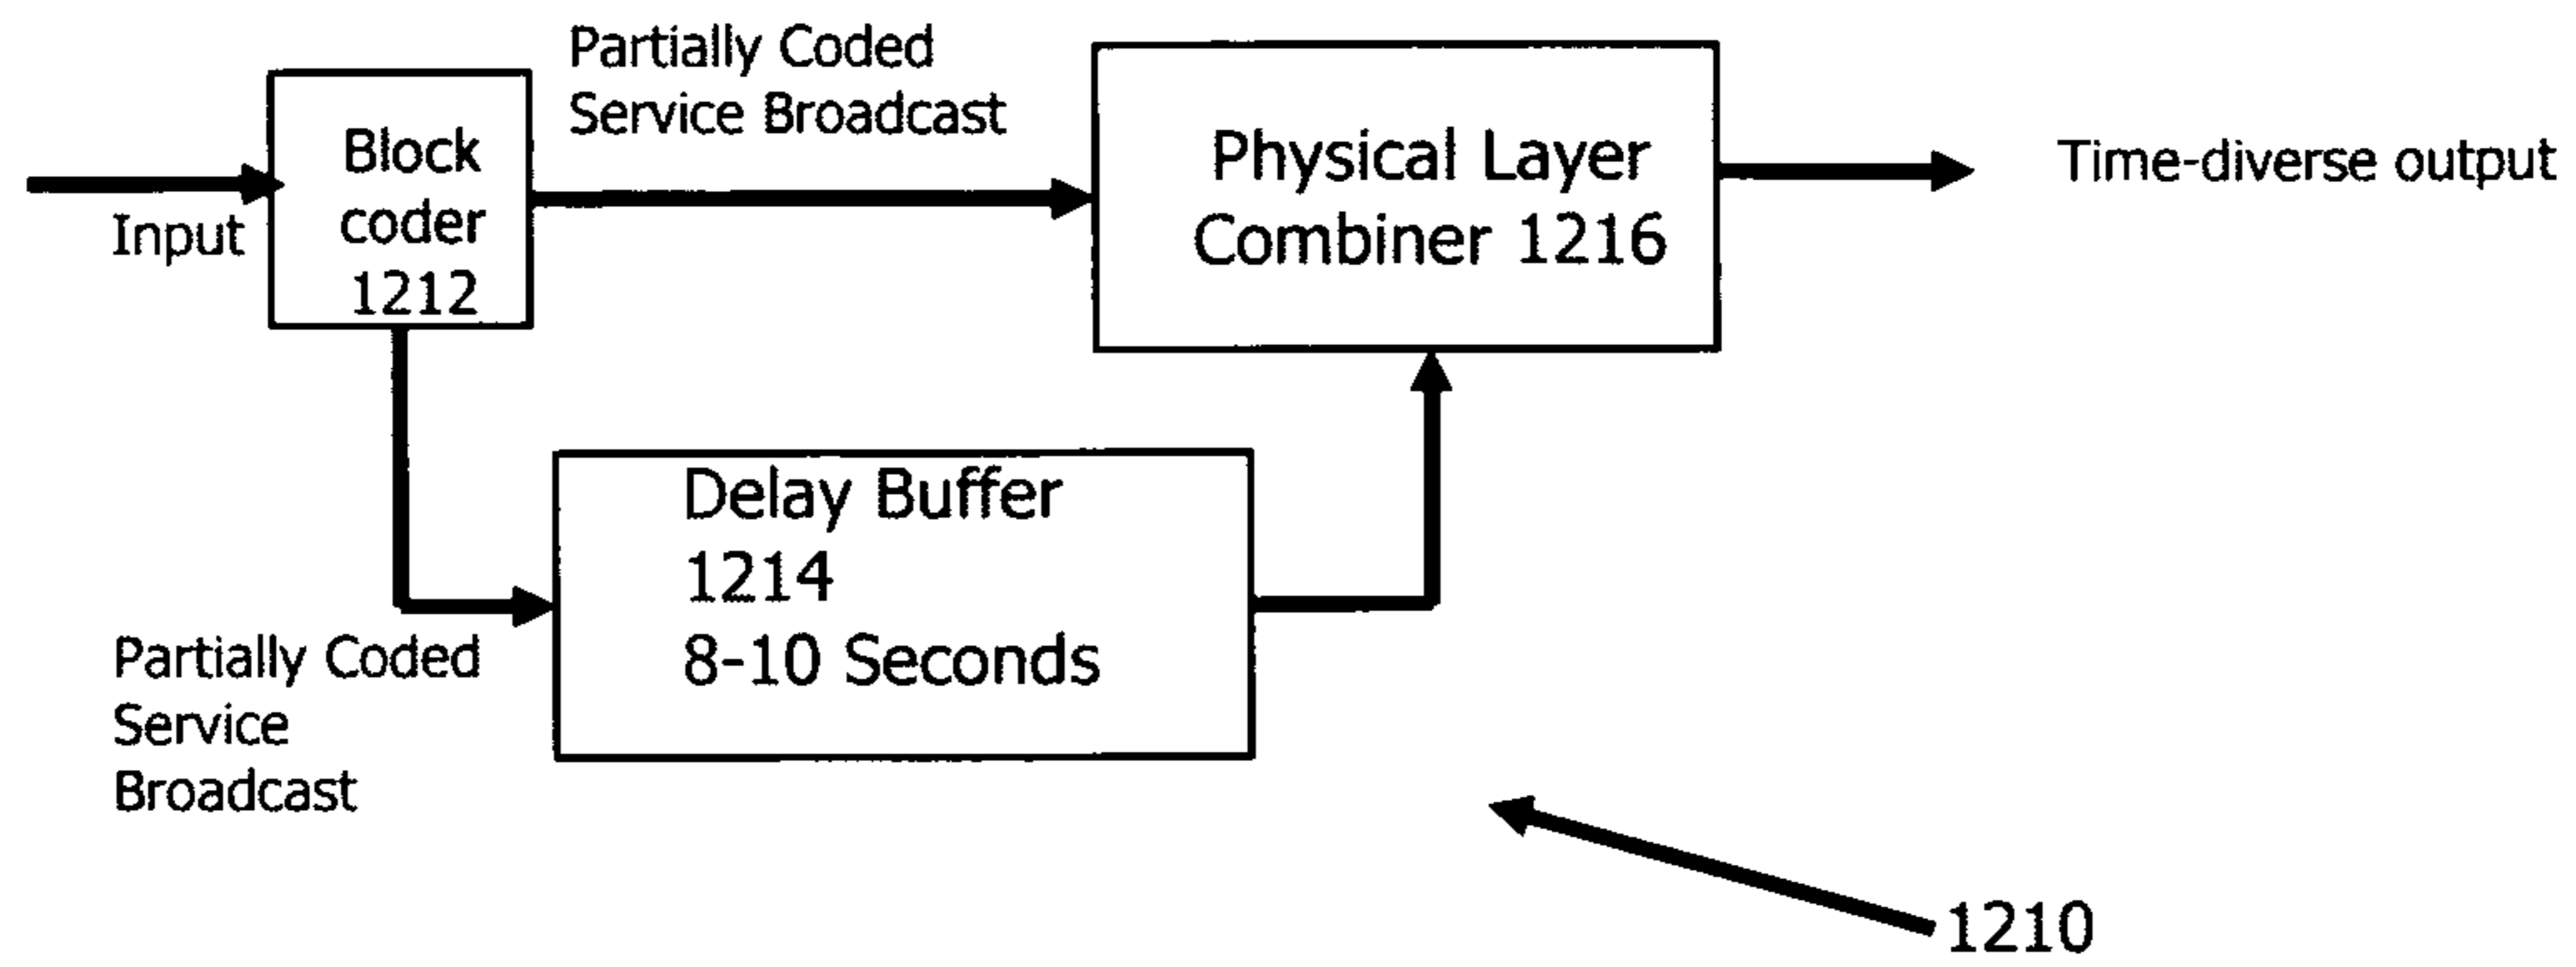 Partially Coded
Service Broadcast
Input
Block
coder
1212
Physical Layer
Combiner 1216
Time-diverse output
Delay Buffer
1214
8-10 Seconds
Partially Coded
Service
Broadcast
1210